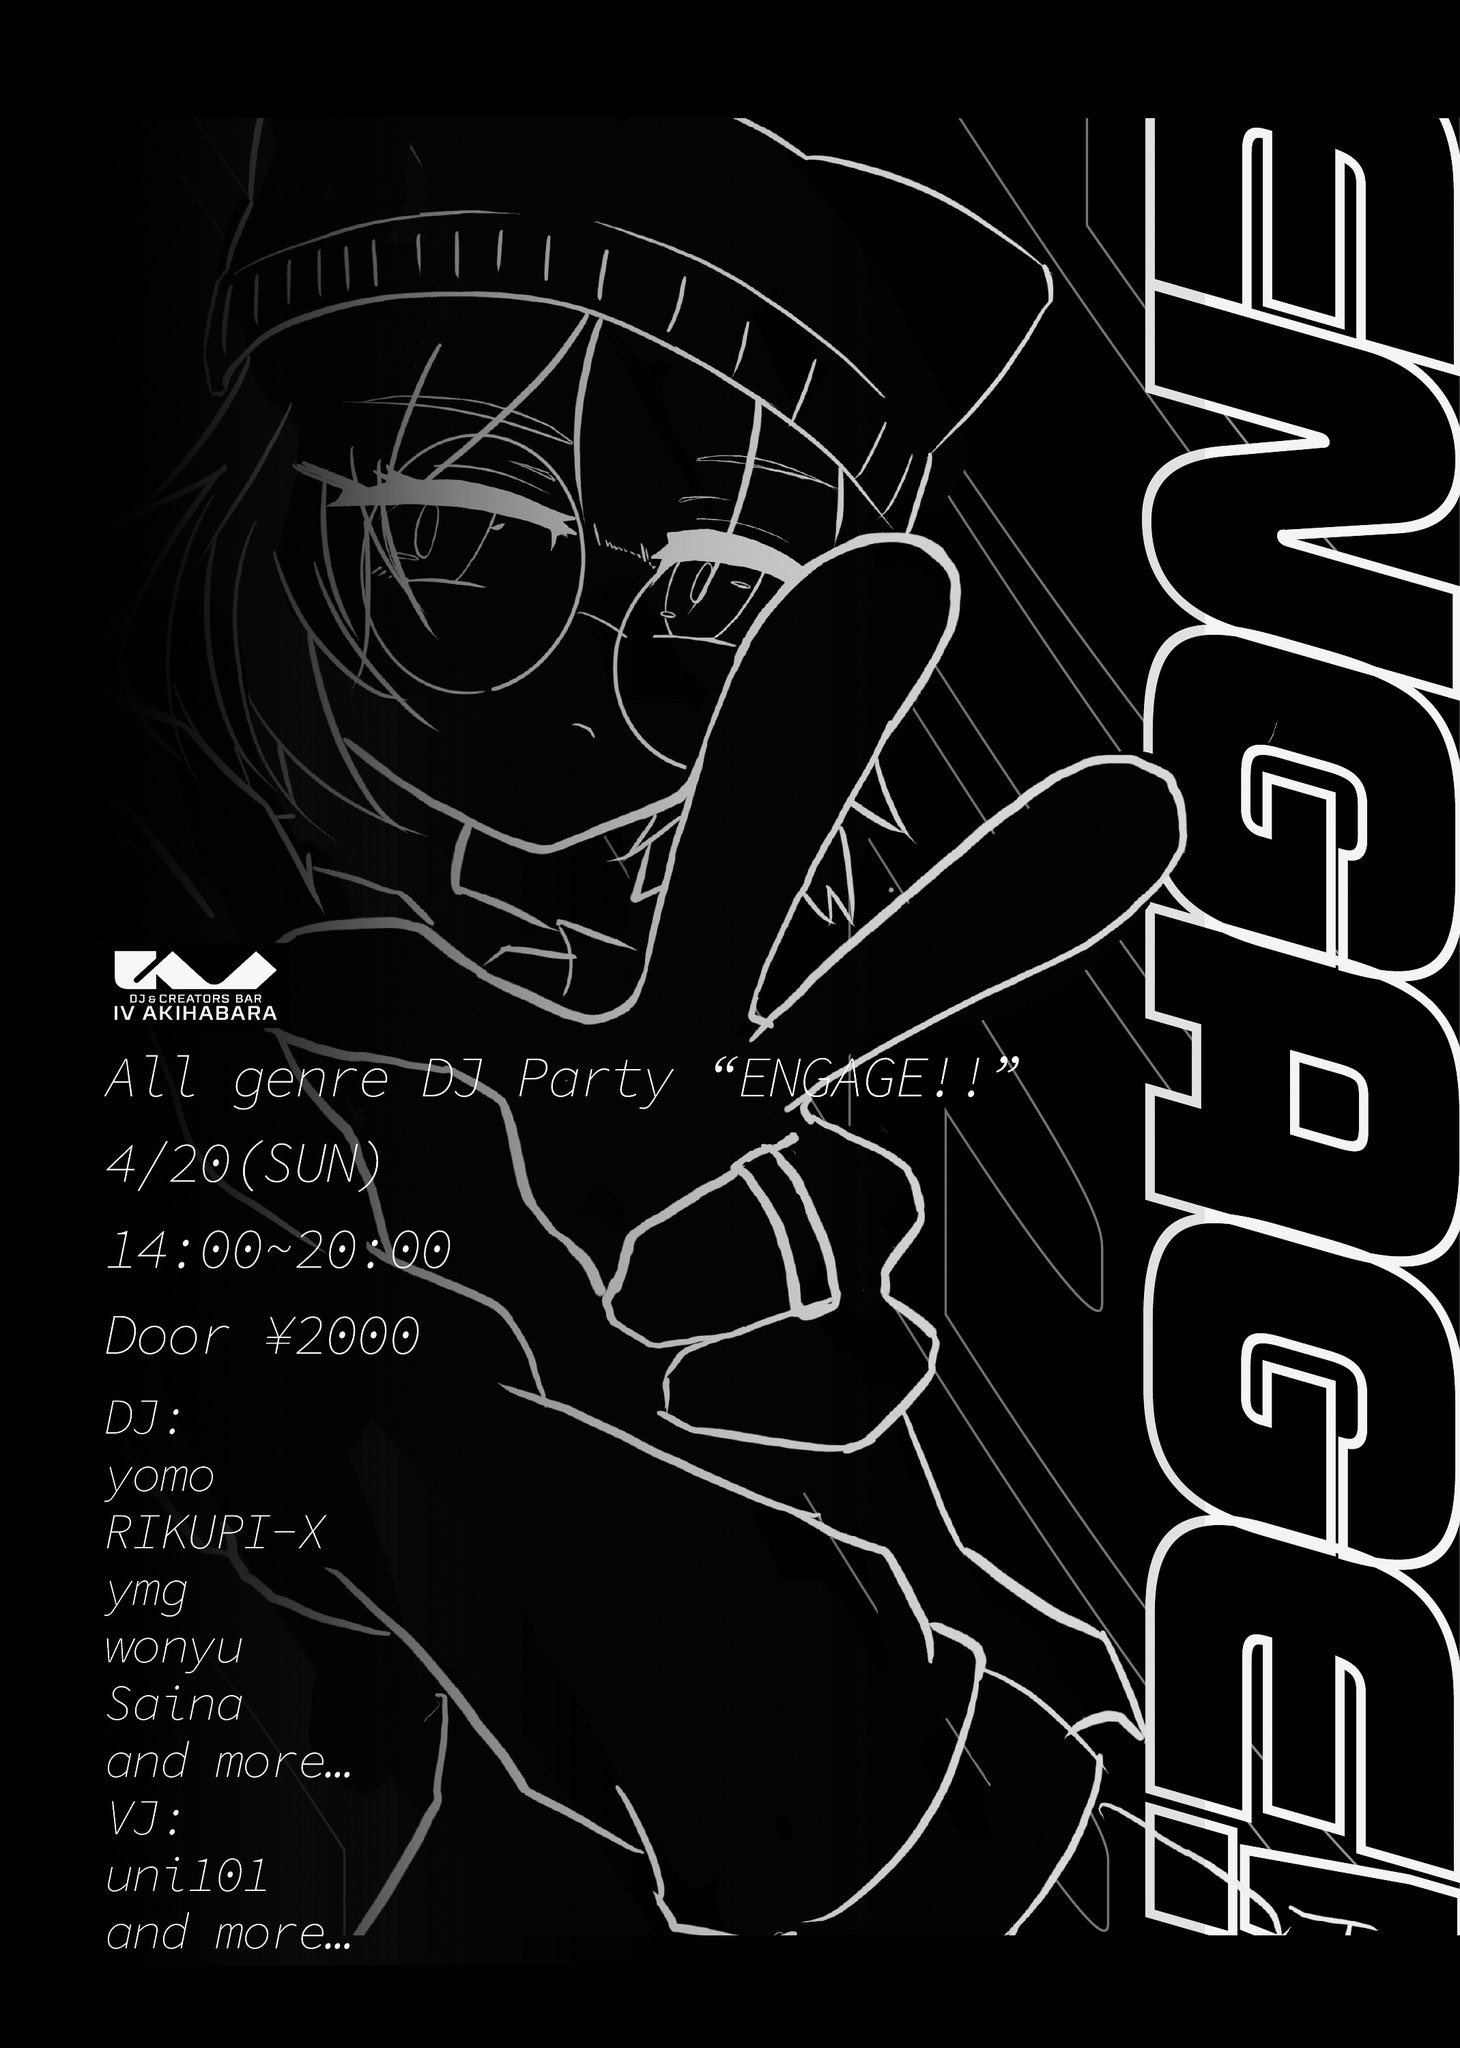 ENGAGE!
DJ&CREATORS BAR
IV AKIHABARA
All genre DJ Party “ENGAGE!!”
4/20(SUN)
14:00~20:00
Door ¥2000
DJ:
yomo
RIKUPI-X
ymg
wonyu
Saina
and more…
VJ:
uni101
and more…